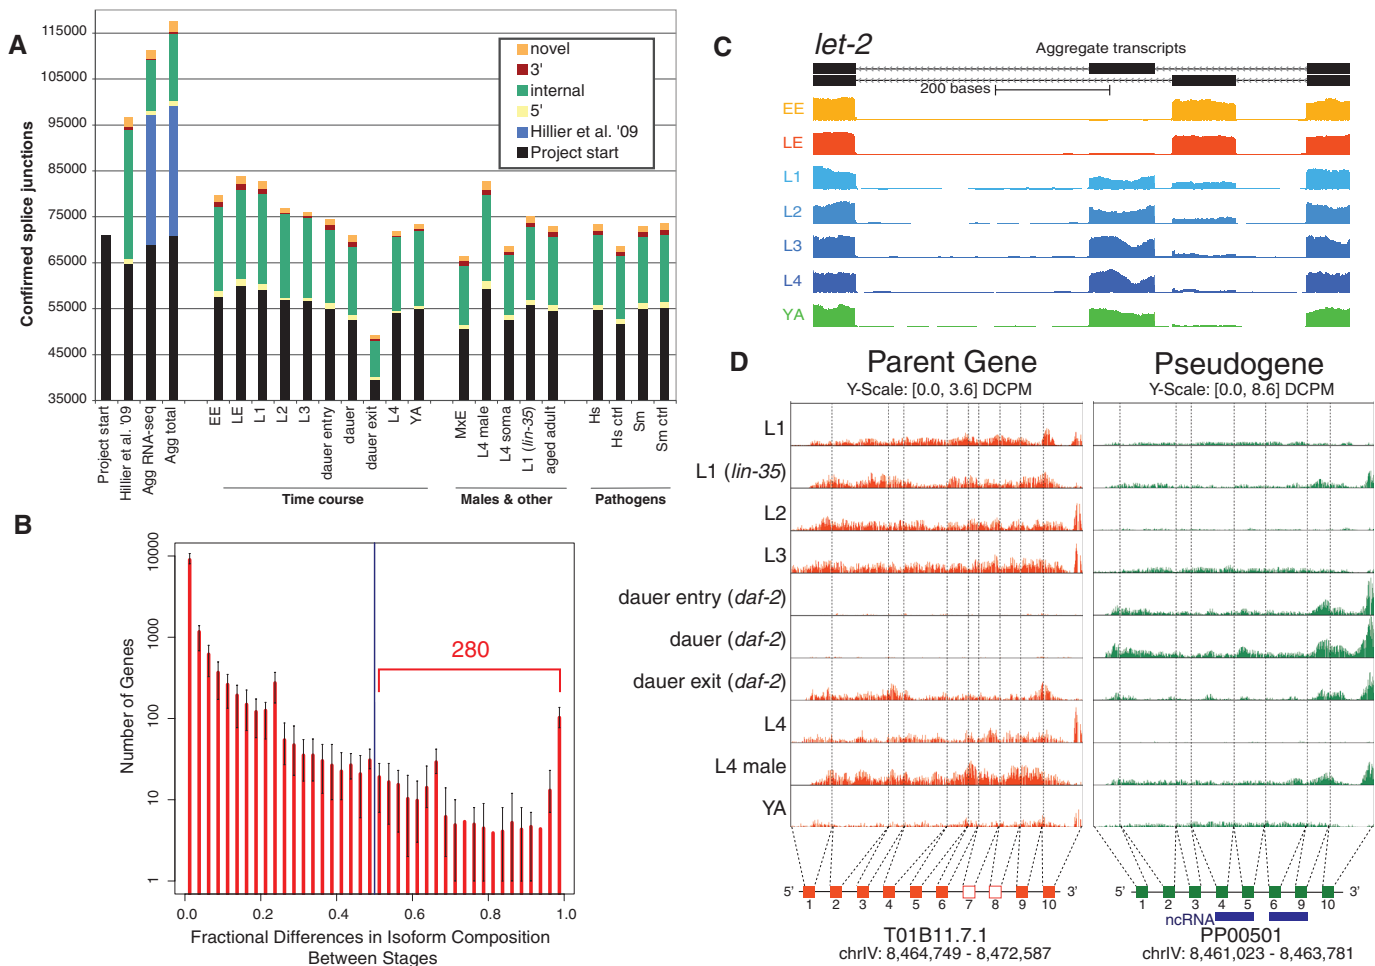 A
115000
105000
95000
85000
75000
65000
55000
45000
35000
Confirmed splice junctions
novel
3'
internal
5'
Hillier et al. '09
Project start
Project start
Hillier et al. '09
Agg RNA-seq
Agg total
EE
LE
L1
L2
L3
dauer entry
dauer
dauer exit
L4
YA
MxE
L4 male
L4 soma
L1 (lin-35)
aged adult
Hs
Hs ctrl
Sm
Sm ctrl
Time course
Males & other
Pathogens
B
10000
1000
100
10
1
Number of Genes
280
0.0
0.2
0.4
0.6
0.8
1.0
Fractional Differences in Isoform Composition
Between Stages
C
let-2
Aggregate transcripts
200 bases
EE
LE
L1
L2
L3
L4
YA
D
Parent Gene
Y-Scale: [0.0, 3.6] DCPM
Pseudogene
Y-Scale: [0.0, 8.6] DCPM
L1
L1 (lin-35)
L2
L3
dauer entry (daf-2)
dauer (daf-2)
dauer exit (daf-2)
L4
L4 male
YA
5' 3'
1 2 3 4 5 6 7 8 9 10
T01B11.7.1
chrIV: 8,464,749 - 8,472,587
5' 3'
1 2 3 4 5 6 9 10
ncRNA
PP00501
chrIV: 8,461,023 - 8,463,781